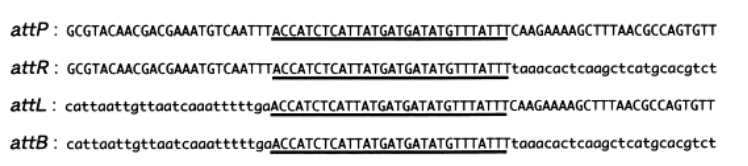 attP : GCGTACAACGACGAAATGTCAATTTACCATCTCATTATGATGATATGTTTATTTCAAGAAAAGCTTTAACGCCAGTGTT
attR : GCGTACAACGACGAAATGTCAATTTACCATCTCATTATGATGATATGTTTATTTtaaacactcaagctcatgcacgtct
attL : cattaattgttaatcaaatttttgaACCATCTCATTATGATGATATGTTTATTTCAAGAAAAGCTTTAACGCCAGTGTT
attB : cattaattgttaatcaaatttttgaACCATCTCATTATGATGATATGTTTATTTtaaacactcaagctcatgcacgtct